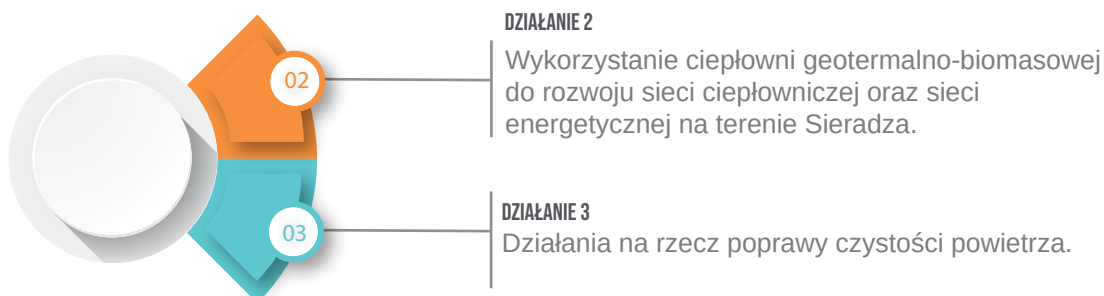 DZIAŁANIE 2
Wykorzystanie ciepłowni geotermalno-biomasowej
do rozwoju sieci ciepłowniczej oraz sieci
energetycznej na terenie Sieradza.
02
DZIAŁANIE 3
Działania na rzecz poprawy czystości powietrza.
03